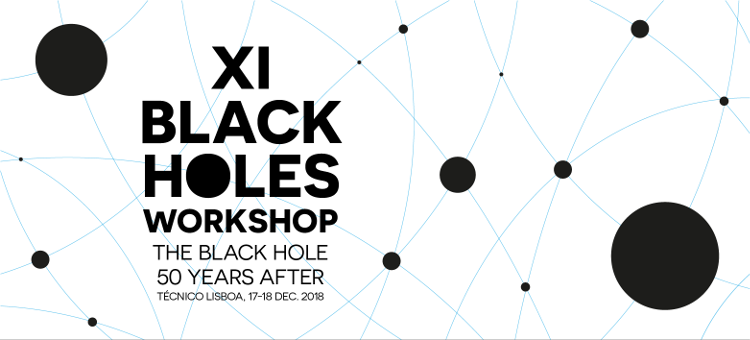 XI
BLACK
HOLES
WORKSHOP
THE BLACK HOLE
50 YEARS AFTER
TÉCNICO LISBOA, 17-18 DEC. 2018